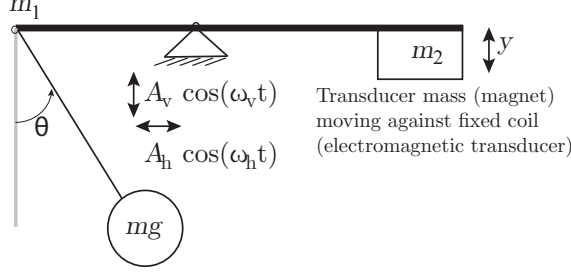 m₁
y
m₂
Aᵥ cos(ωᵥt)
Transducer mass (magnet)
moving against fixed coil
(electromagnetic transducer)
θ
Aₕ cos(ωₕt)
mg